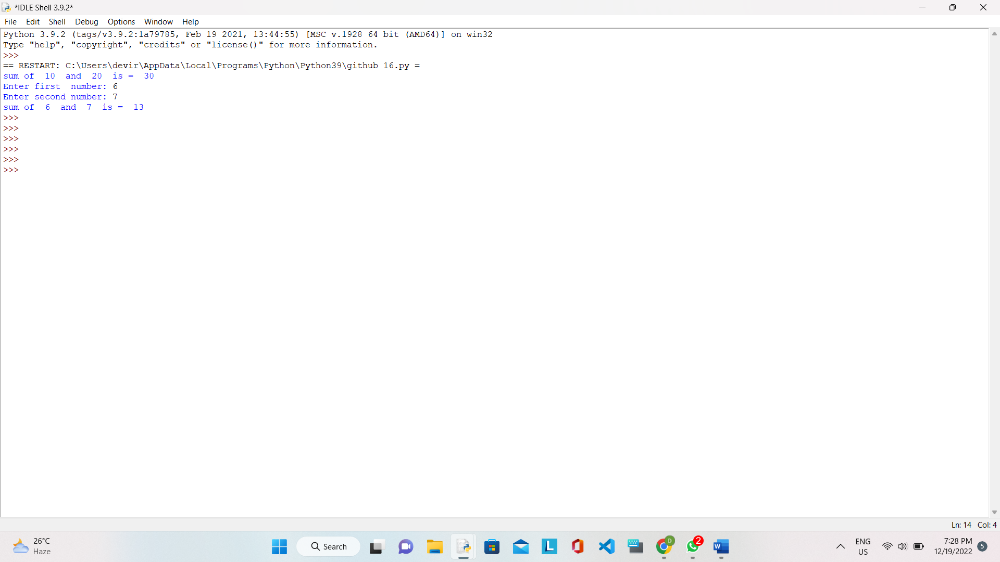 *IDLE Shell 3.9.2*
File Edit Shell Debug Options Window Help
Python 3.9.2 (tags/v3.9.2:1a79785, Feb 19 2021, 13:44:55) [MSC v.1928 64 bit (AMD64)] on win32
Type "help", "copyright", "credits" or "license()" for more information.
>>>
== RESTART: C:\Users\devir\AppData\Local\Programs\Python\Python39\github 16.py =
sum of  10  and  20  is =  30
Enter first  number: 6
Enter second number: 7
sum of  6  and  7  is =  13
>>>
>>>
>>>
>>>
>>>
>>>
Ln: 14 Col: 4
26°C
Haze
Search
L
D
2
W
ENG
US
7:28 PM
12/19/2022
5